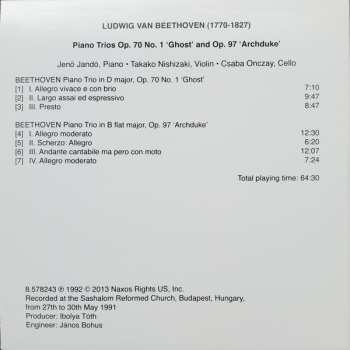 LUDWIG VAN BEETHOVEN (1770-1827)
Piano Trios Op. 70 No. 1 ‘Ghost’ and Op. 97 ‘Archduke’
Jenő Jandó, Piano • Takako Nishizaki, Violin • Csaba Onczay, Cello
BEETHOVEN Piano Trio in D major, Op. 70 No. 1 ‘Ghost’
[1] I. Allegro vivace e con brio 7:10
[2] II. Largo assai ed espressivo 9:47
[3] III. Presto 8:47
BEETHOVEN Piano Trio in B flat major, Op. 97 ‘Archduke’
[4] I. Allegro moderato 12:30
[5] II. Scherzo: Allegro 6:20
[6] III. Andante cantabile ma pero con moto 12:07
[7] IV. Allegro moderato 7:24
Total playing time: 64:30
8.578243 ℗ 1992 © 2013 Naxos Rights US, Inc.
Recorded at the Sashalom Reformed Church, Budapest, Hungary,
from 27th to 30th May 1991
Producer: Ibolya Tóth
Engineer: János Bohus